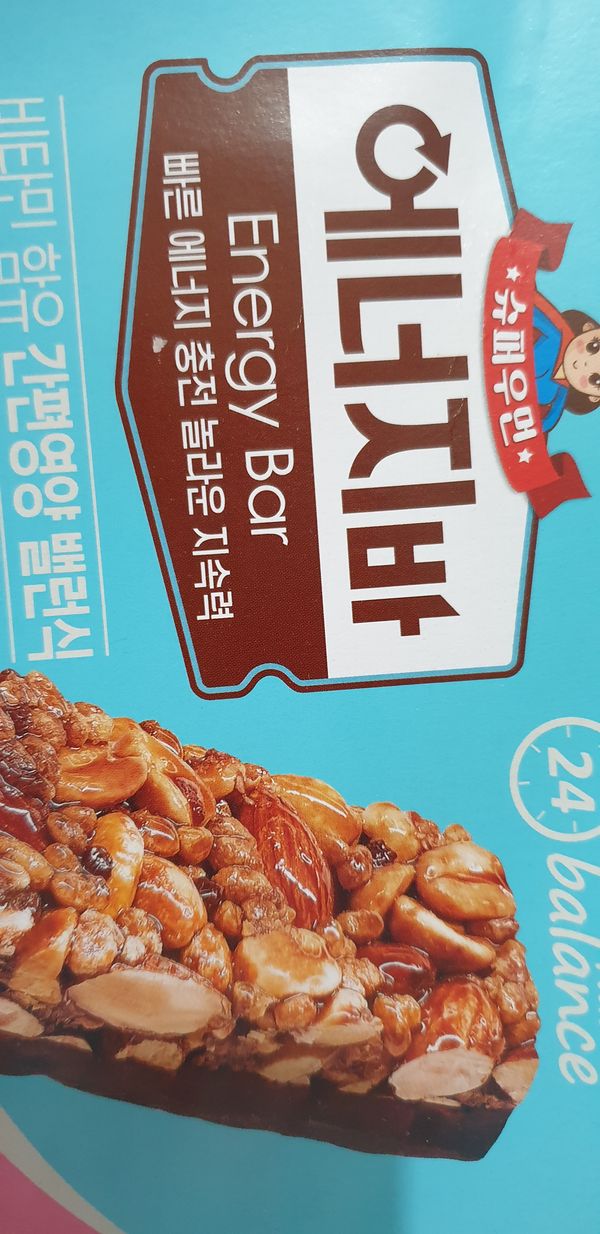 슈퍼우먼
에너지바
Energy Bar
바른 에너지 충전 놀라운 지속력
비타민 함유 간편영양 밸런식
24
balance